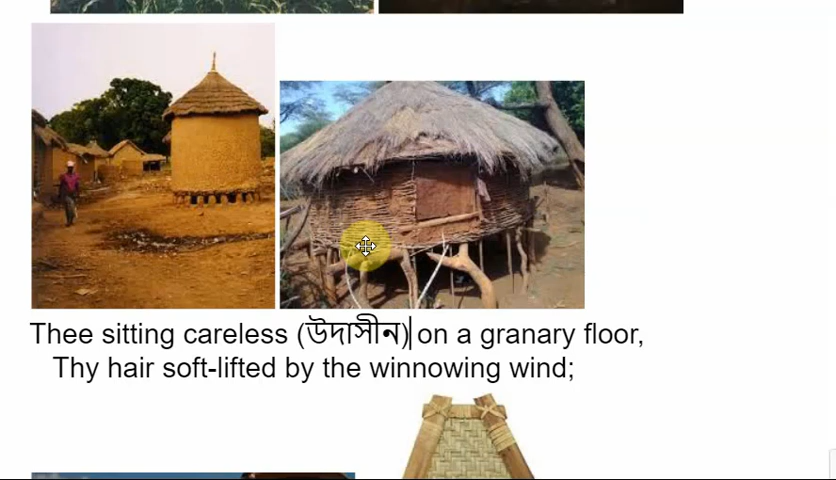 Thee sitting careless (উদাসীন) on a granary floor,
Thy hair soft-lifted by the winnowing wind;